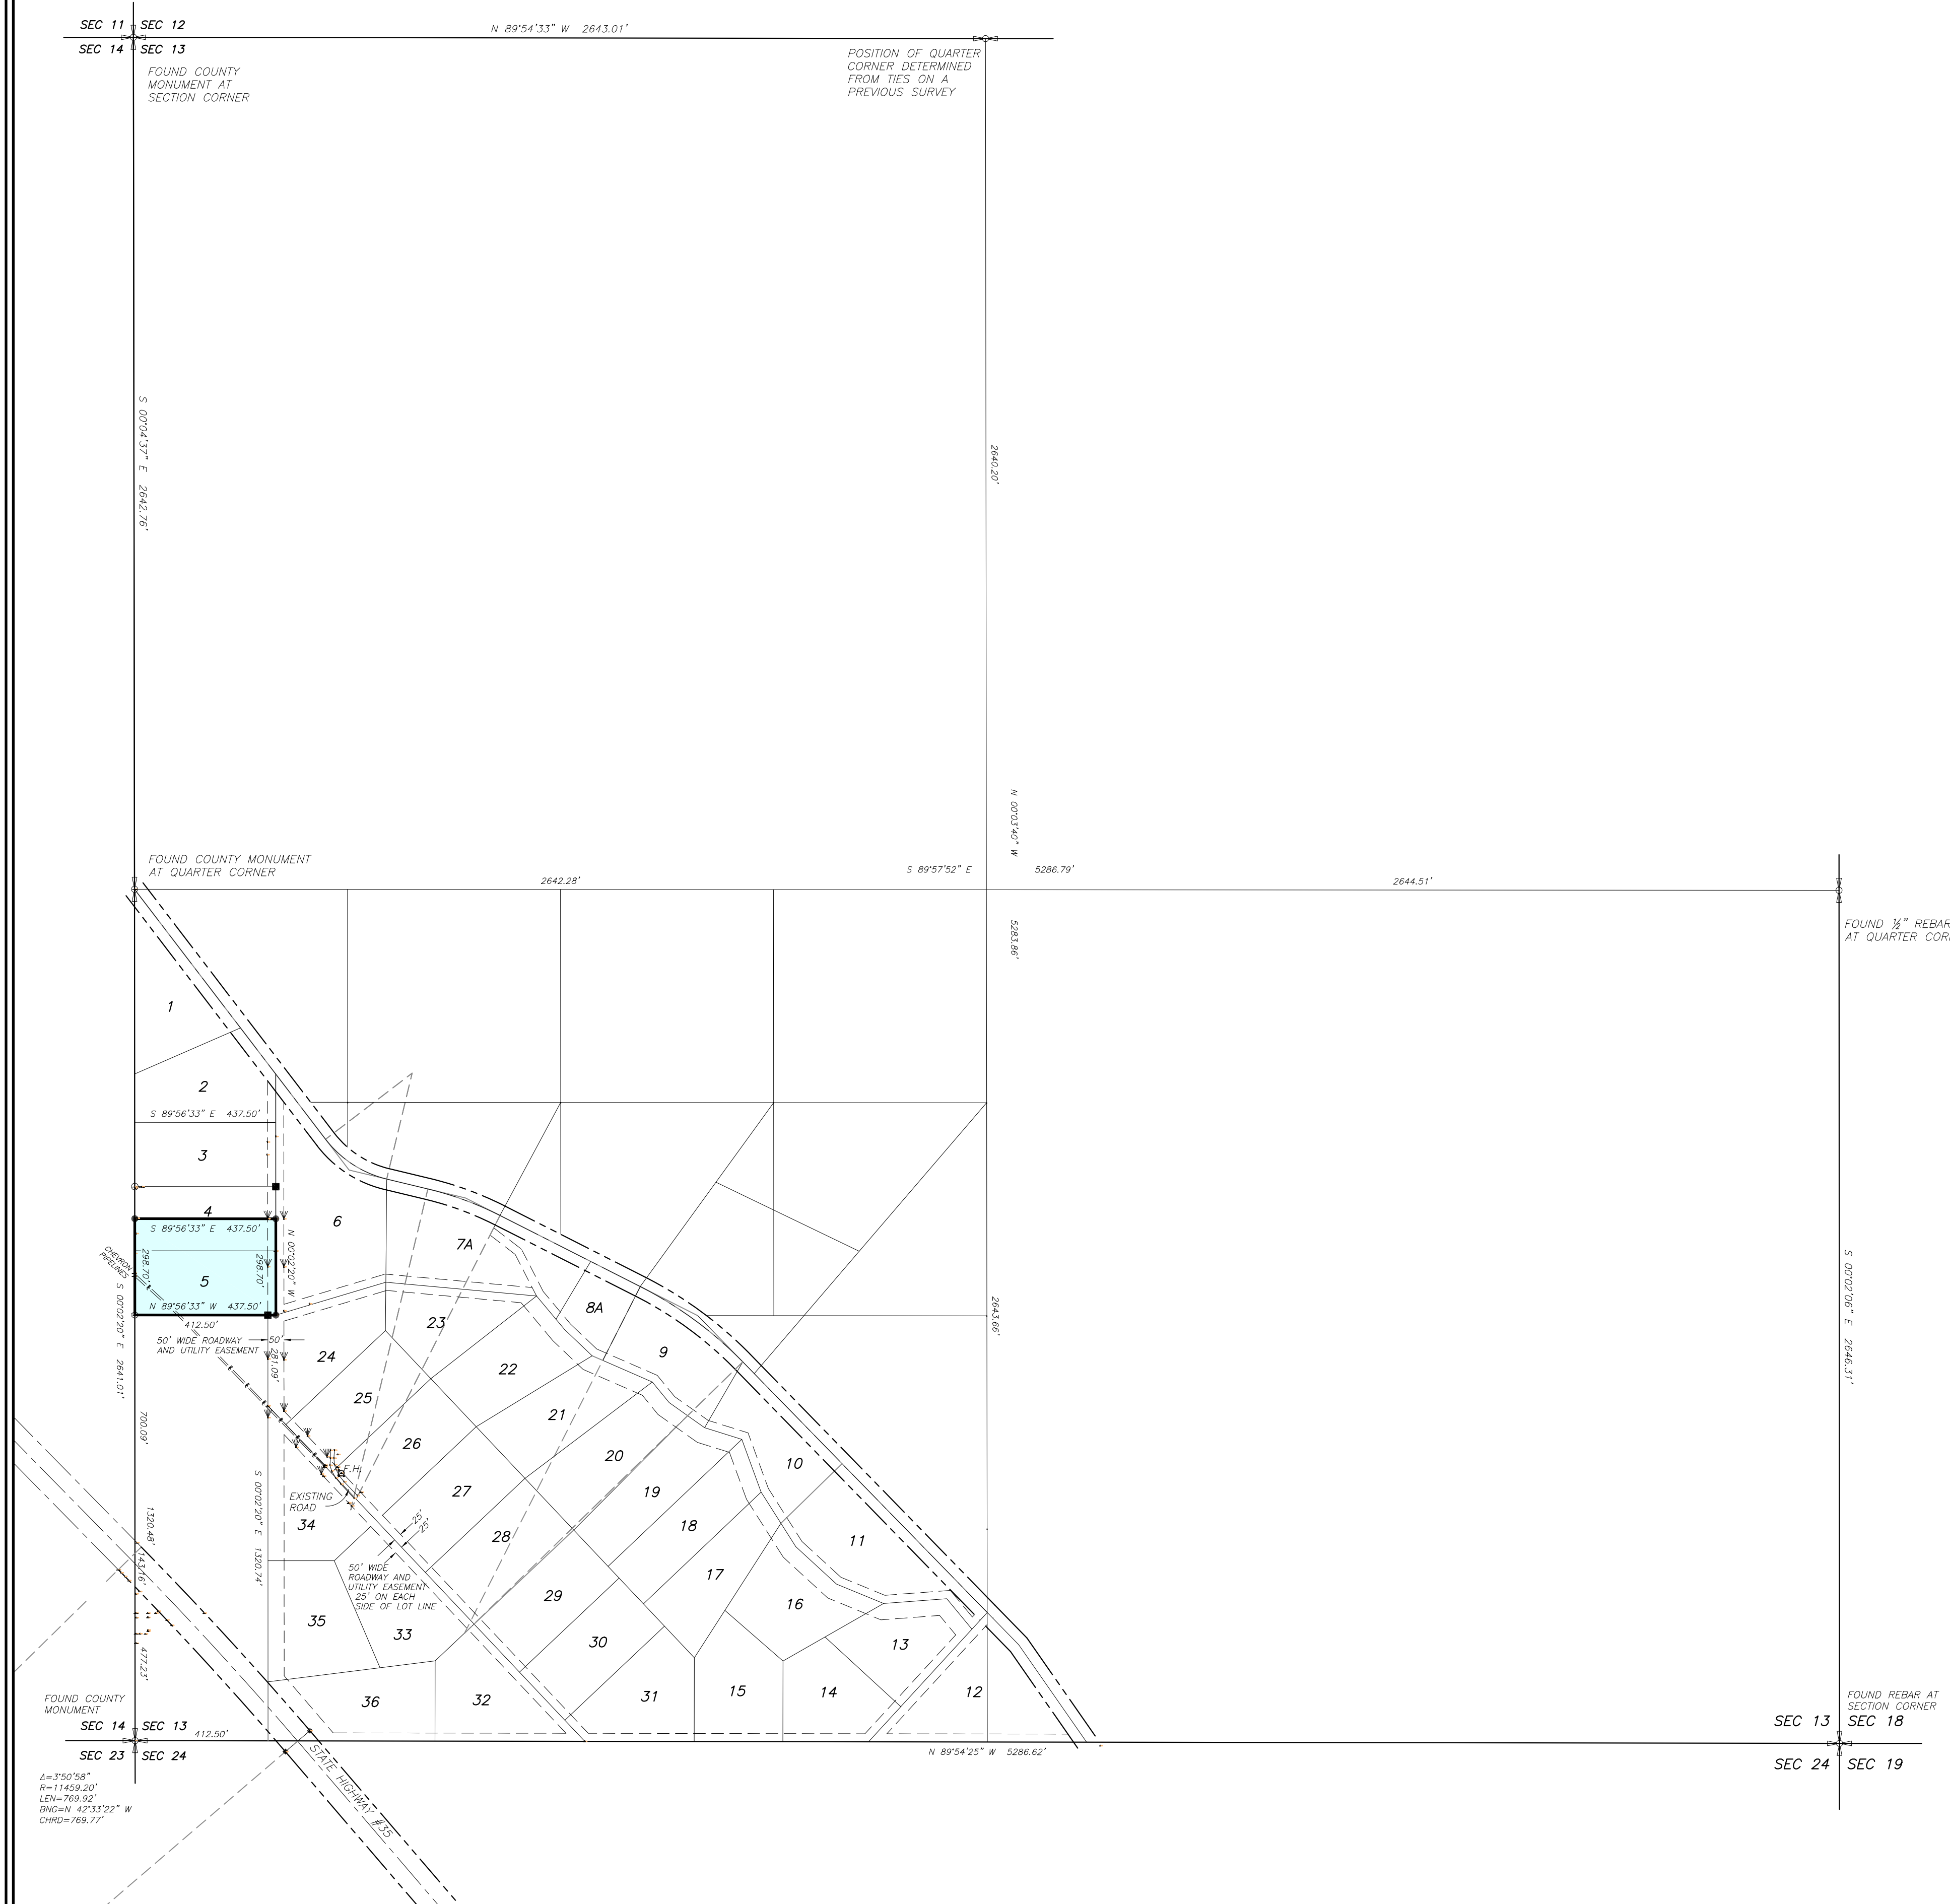 SEC 11 SEC 12
SEC 14 SEC 13
N 89°54'33" W 2643.01'
FOUND COUNTY
MONUMENT AT
SECTION CORNER
POSITION OF QUARTER
CORNER DETERMINED
FROM TIES ON A
PREVIOUS SURVEY
S 00°04'37" E 2642.76'
2640.20'
N 00°03'40" W
5283.86'
FOUND COUNTY MONUMENT
AT QUARTER CORNER
2642.28'
S 89°57'52" E 5286.79'
2644.51'
FOUND ½" REBAR
AT QUARTER COR
1
2
S 89°56'33" E 437.50'
3
4
S 89°56'33" E 437.50'
298.70'
298.70'
5
N 89°56'33" W 437.50'
N 00°02'20" W
CHEVRON
PIPELINES
S 00°02'20" E 2641.01'
412.50'
50' WIDE ROADWAY
AND UTILITY EASEMENT
50'
281.09'
6
7A
8A
9
2643.66'
S 00°02'06" E 2646.31'
23
24
22
25
21
26
20
10
27
19
F.H.
EXISTING
ROAD
34
25'
25'
28
18
11
700.09'
S 00°02'20" E 1320.74'
1320.48'
143.16'
50' WIDE
ROADWAY AND
UTILITY EASEMENT
25' ON EACH
SIDE OF LOT LINE
17
29
16
35
33
30
13
477.23'
36
32
31
15
14
12
FOUND COUNTY
MONUMENT
SEC 14 SEC 13
412.50'
SEC 23 SEC 24
N 89°54'25" W 5286.62'
FOUND REBAR AT
SECTION CORNER
SEC 13 SEC 18
SEC 24 SEC 19
STATE HIGHWAY #35
Δ=3°50'58"
R=11459.20'
LEN=769.92'
BNG=N 42°33'22" W
CHRD=769.77'